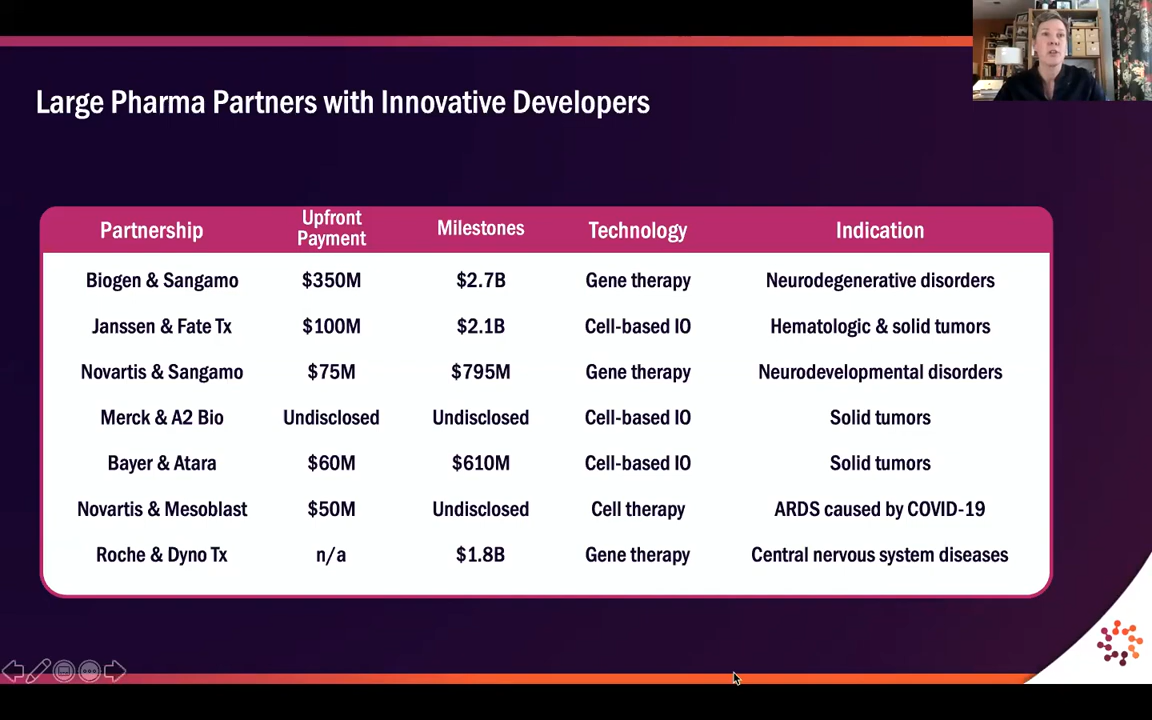 Large Pharma Partners with Innovative Developers
Partnership Upfront Payment Milestones Technology Indication
Biogen & Sangamo $350M $2.7B Gene therapy Neurodegenerative disorders
Janssen & Fate Tx $100M $2.1B Cell-based IO Hematologic & solid tumors
Novartis & Sangamo $75M $795M Gene therapy Neurodevelopmental disorders
Merck & A2 Bio Undisclosed Undisclosed Cell-based IO Solid tumors
Bayer & Atara $60M $610M Cell-based IO Solid tumors
Novartis & Mesoblast $50M Undisclosed Cell therapy ARDS caused by COVID-19
Roche & Dyno Tx n/a $1.8B Gene therapy Central nervous system diseases